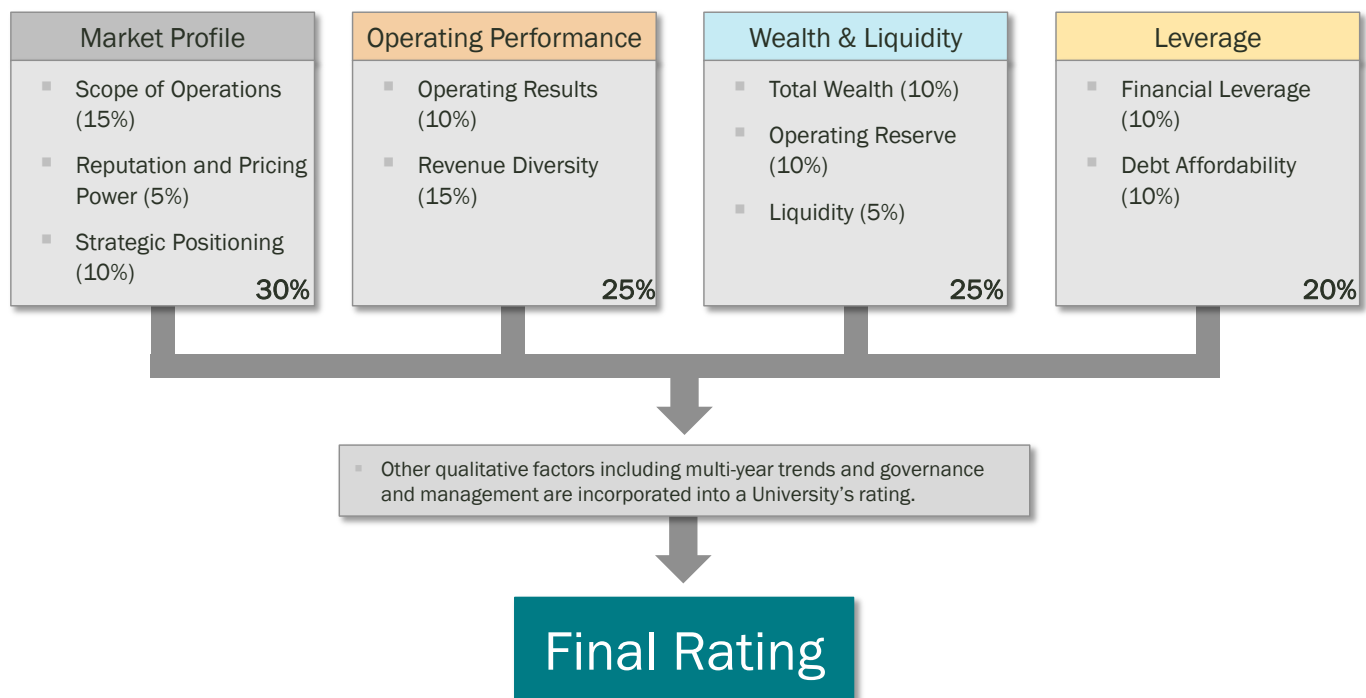 Market Profile
Scope of Operations
(15%)
Reputation and Pricing
Power (5%)
Strategic Positioning
(10%)
30%
Operating Performance
Operating Results
(10%)
Revenue Diversity
(15%)
25%
Wealth & Liquidity
Total Wealth (10%)
Operating Reserve
(10%)
Liquidity (5%)
25%
Leverage
Financial Leverage
(10%)
Debt Affordability
(10%)
20%
Other qualitative factors including multi-year trends and governance
and management are incorporated into a University's rating.
Final Rating